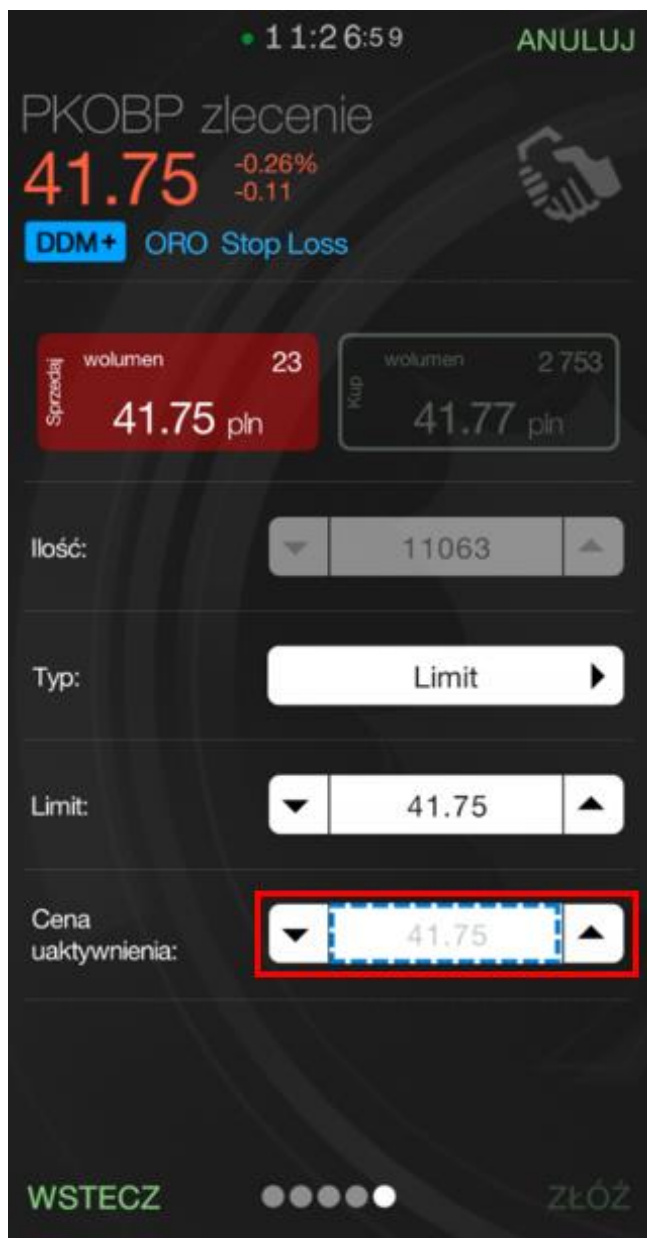 11:26:59 ANULUJ
PKOBP zlecenie
41.75 -0.26%
-0.11
DDM+ ORO Stop Loss
Sprzedaj wolumen 23
41.75 pln
Kup wolumen 2 753
41.77 pln
Ilość: 11063
Typ: Limit
Limit: 41.75
Cena
uaktywnienia: 41.75
WSTECZ ZŁÓŻ